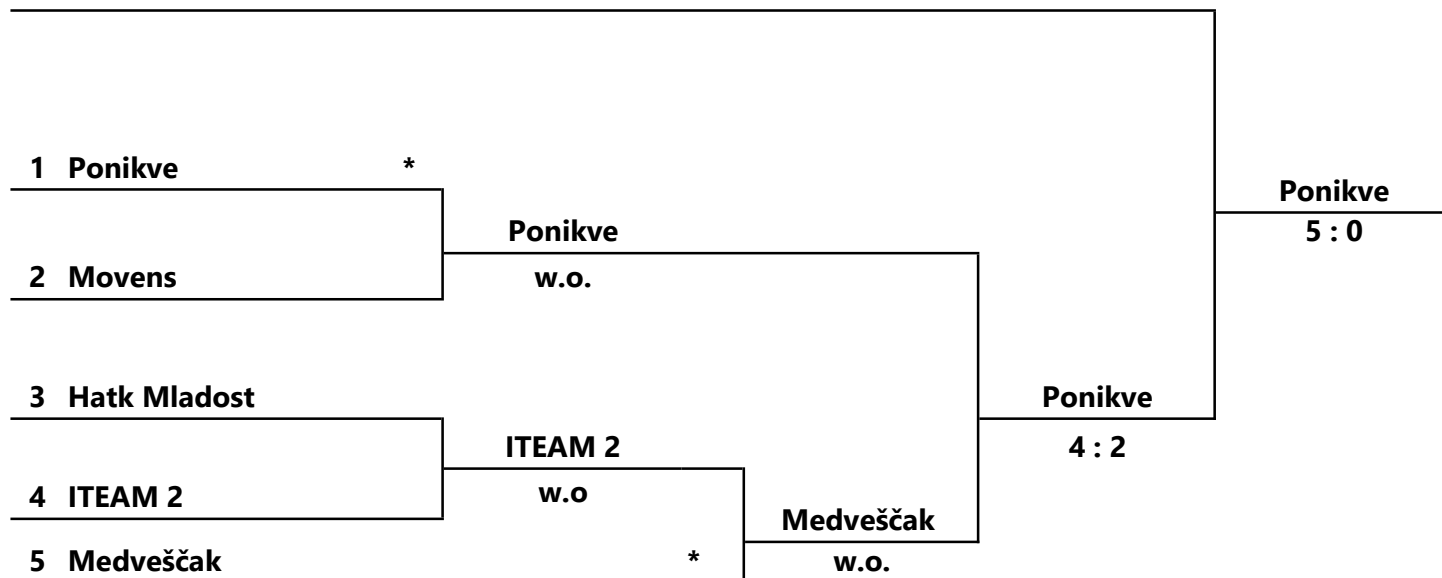 1 Ponikve *
Ponikve
Ponikve
5 : 0
2 Movens
w.o.
3 Hatk Mladost
Ponikve
ITEAM 2
4 : 2
4 ITEAM 2
w.o
Medveščak
5 Medveščak *
w.o.